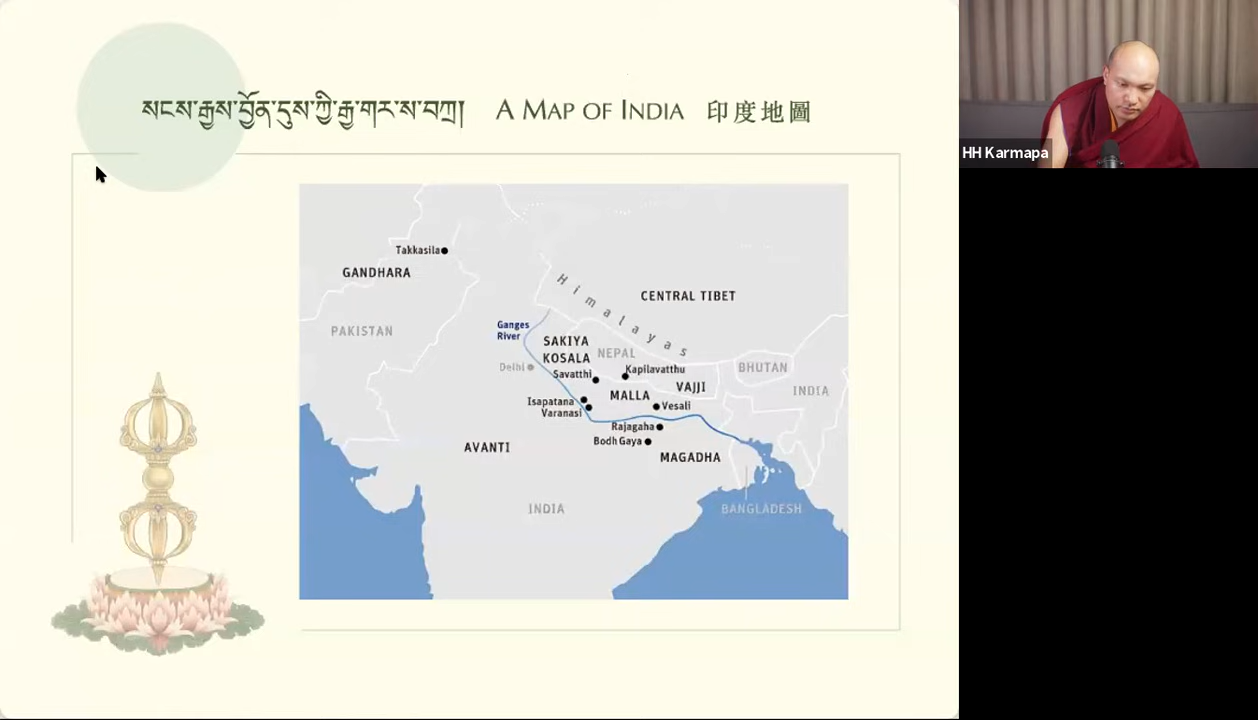 སངས་རྒྱས་བྱོན་དུས་ཀྱི་རྒྱ་གར་ས་བཀྲ། A MAP OF INDIA 印度地圖
HH Karmapa
Takkasila
GANDHARA
Himalayas
CENTRAL TIBET
PAKISTAN
Ganges
River
SAKIYA
KOSALA
NEPAL
Delhi
Savatthi
Kapilavatthu
BHUTAN
VAJJI
INDIA
MALLA
Isapatana
Varanasi
Vesali
Rajagaha
Bodh Gaya
AVANTI
MAGADHA
INDIA
BANGLADESH